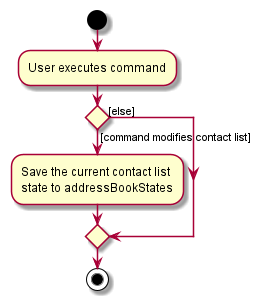 User executes command
[else]
[command modifies contact list]
Save the current contact list
state to addressBookStates